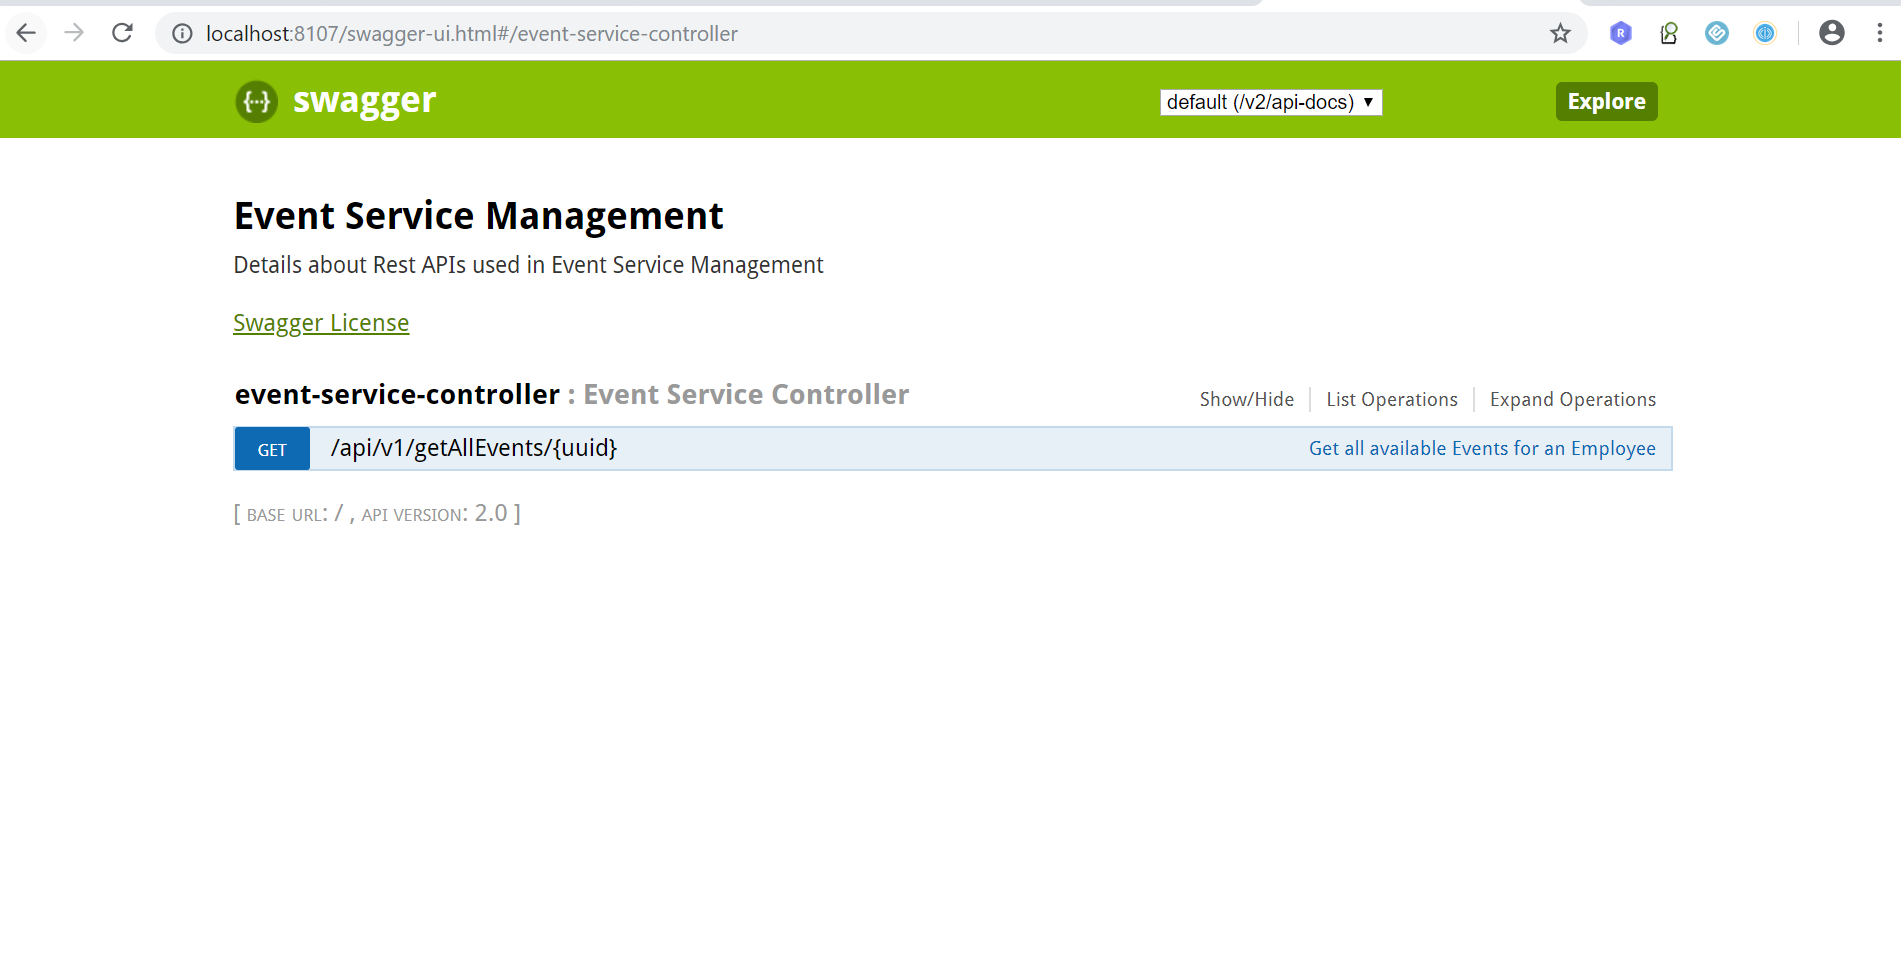 localhost:8107/swagger-ui.html#/event-service-controller
R
{···} swagger
default (/v2/api-docs)
Explore
Event Service Management
Details about Rest APIs used in Event Service Management
Swagger License
event-service-controller : Event Service Controller
Show/Hide
List Operations
Expand Operations
GET
/api/v1/getAllEvents/{uuid}
Get all available Events for an Employee
[ BASE URL: / , API VERSION: 2.0 ]